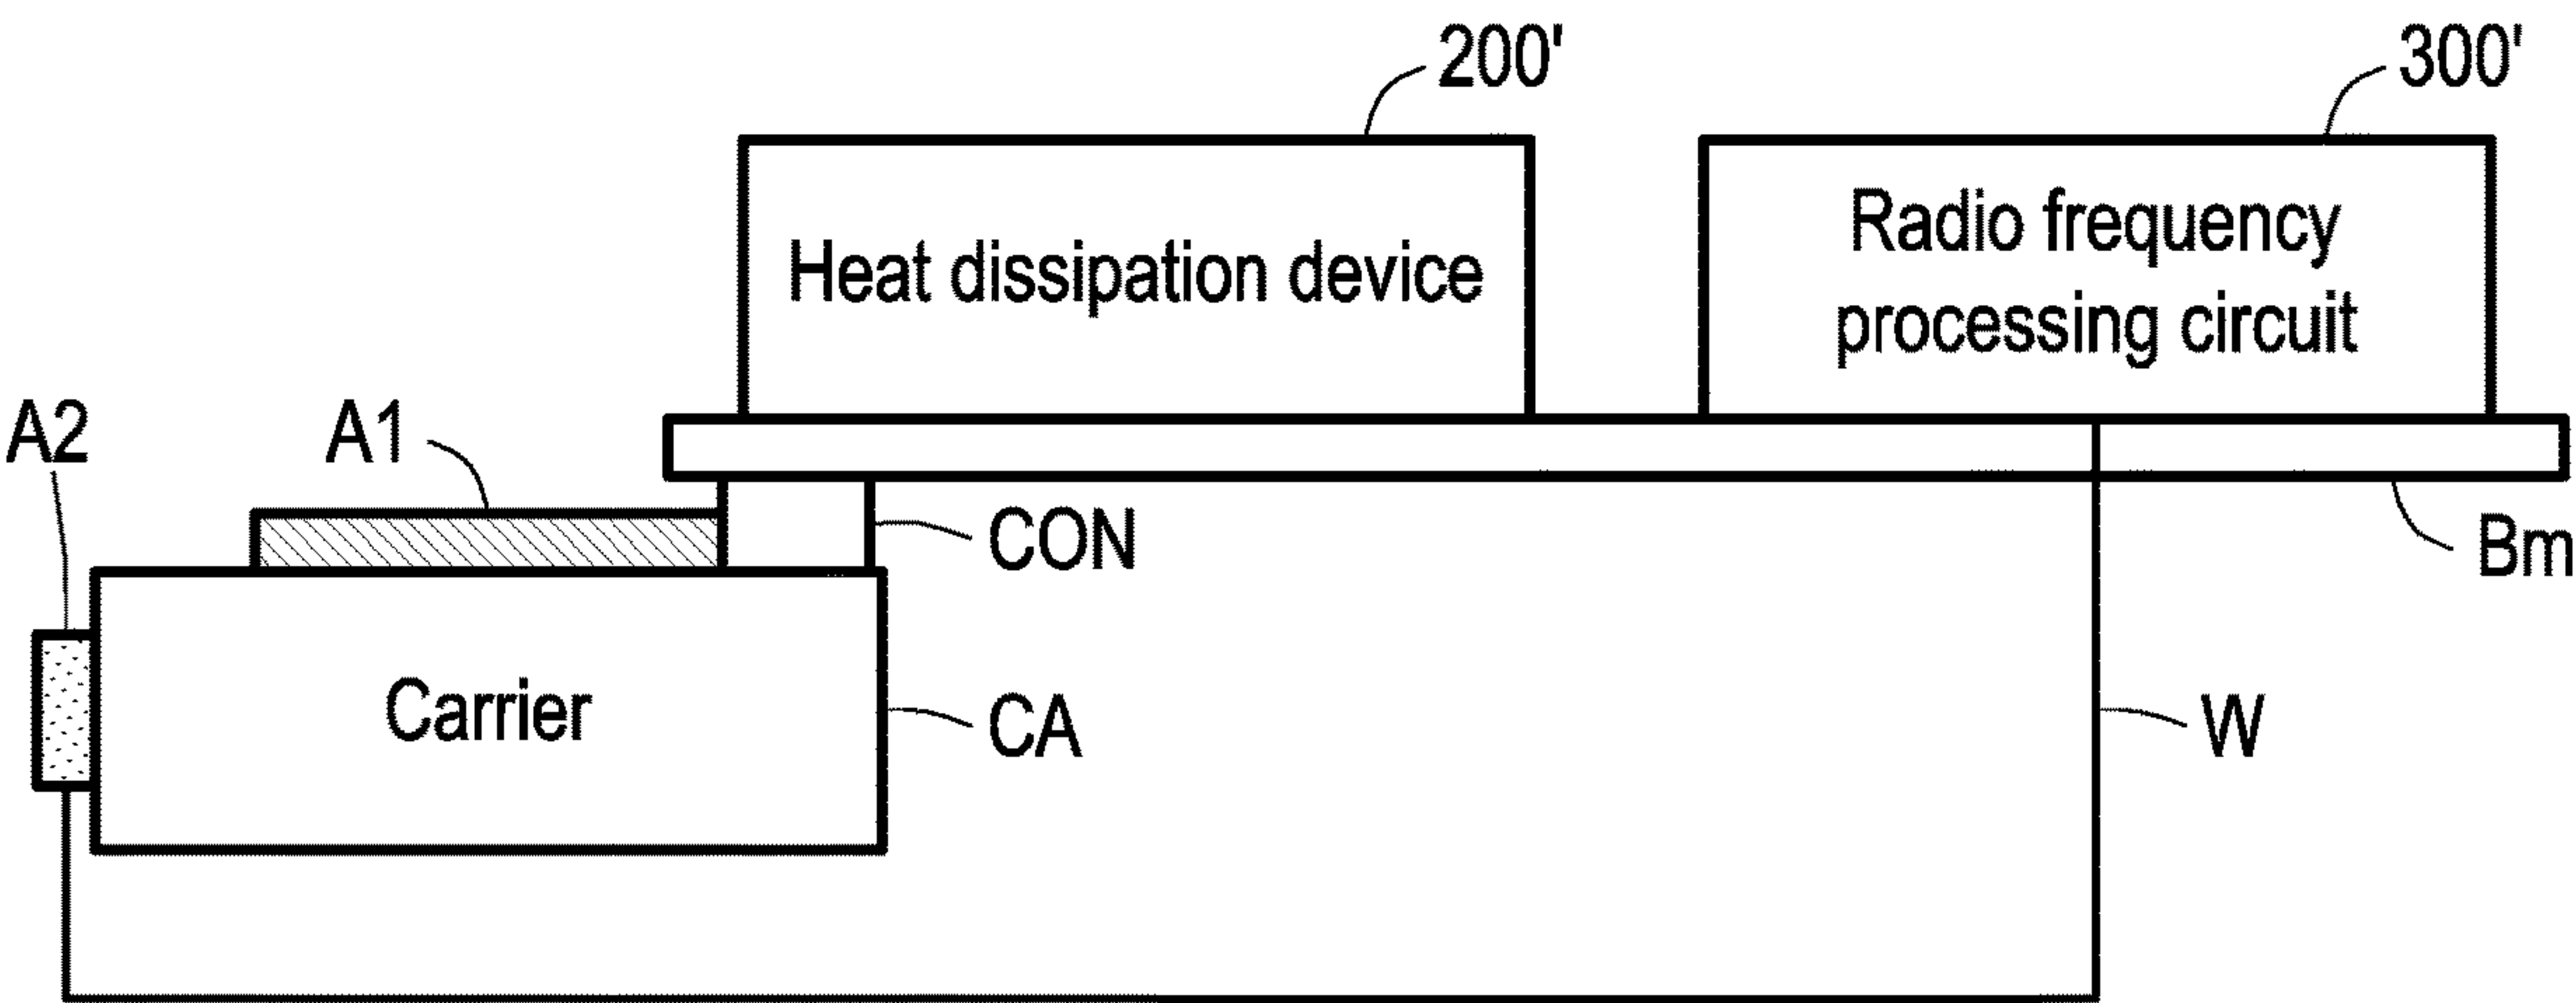 200'
300'
Heat dissipation device
Radio frequency
processing circuit
A2
A1
CON
Bm
Carrier
CA
W